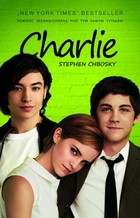 „NEW YORK TIMES” BESTSELLER
Charlie
STEPHEN CHBOSKY